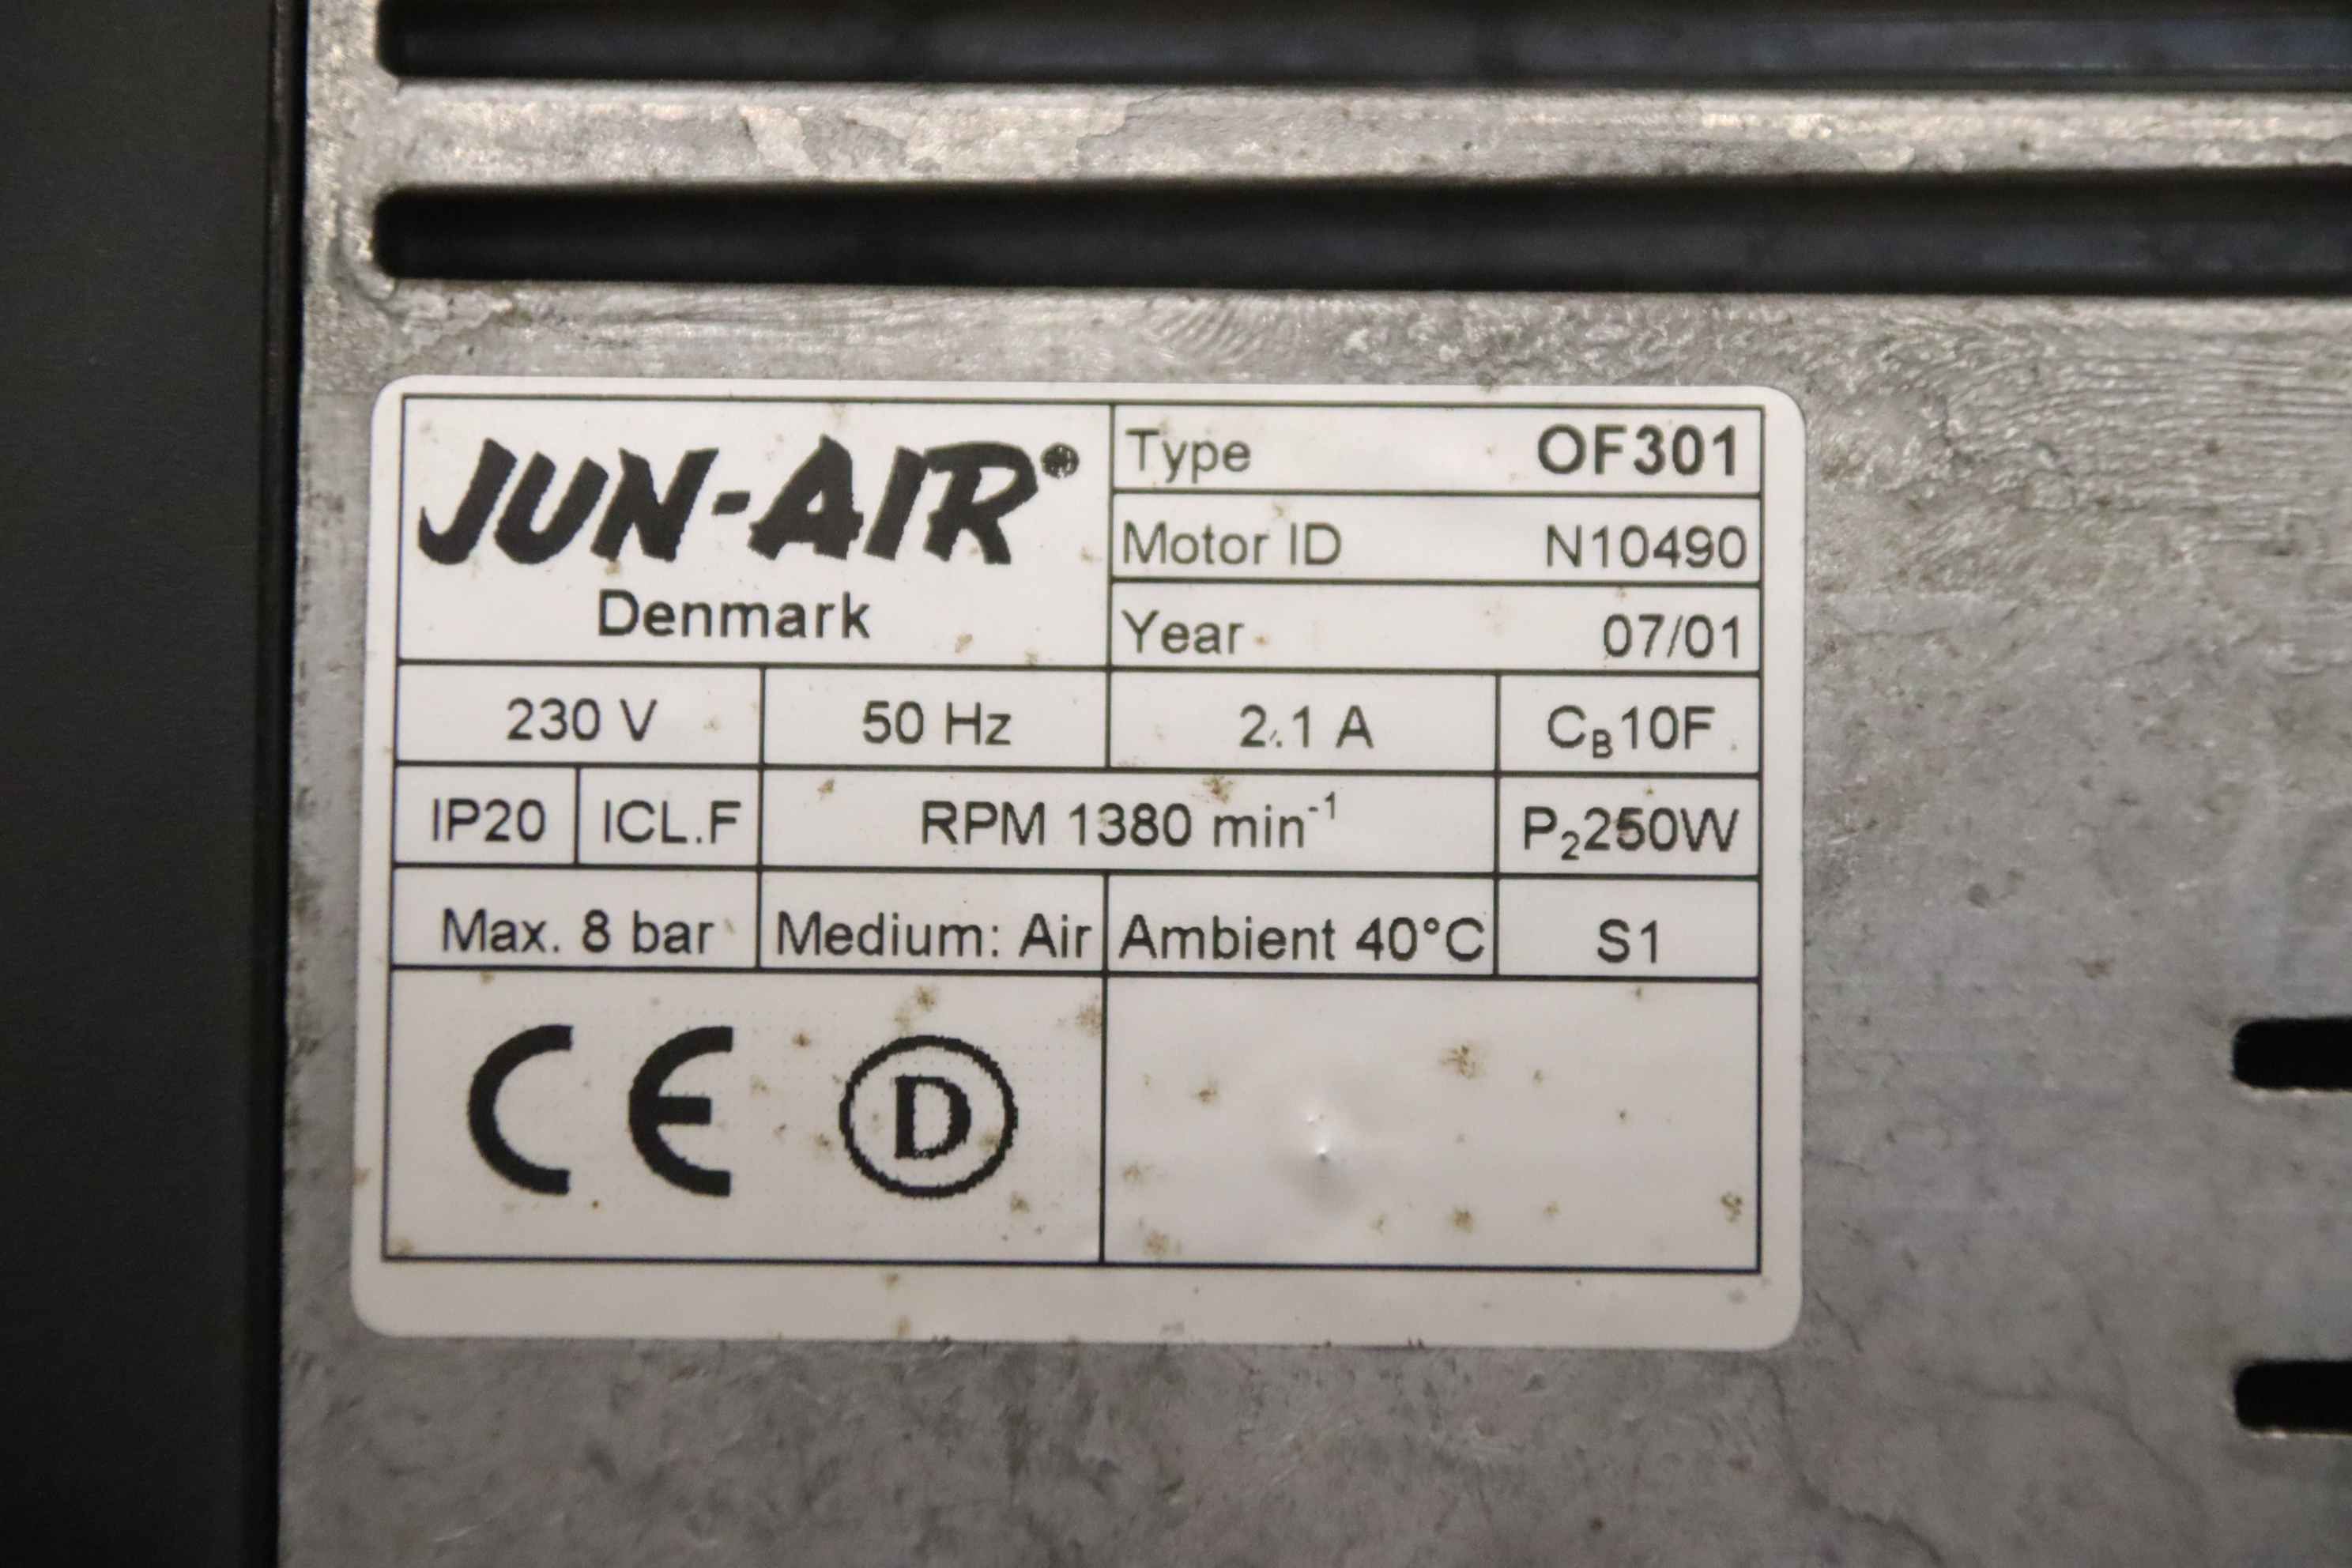 JUN-AIR®
Denmark
Type OF301
Motor ID N10490
Year 07/01
230 V 50 Hz 2.1 A CB10F
IP20 ICL.F RPM 1380 min⁻¹ P₂250W
Max. 8 bar Medium: Air Ambient 40°C S1
CE D